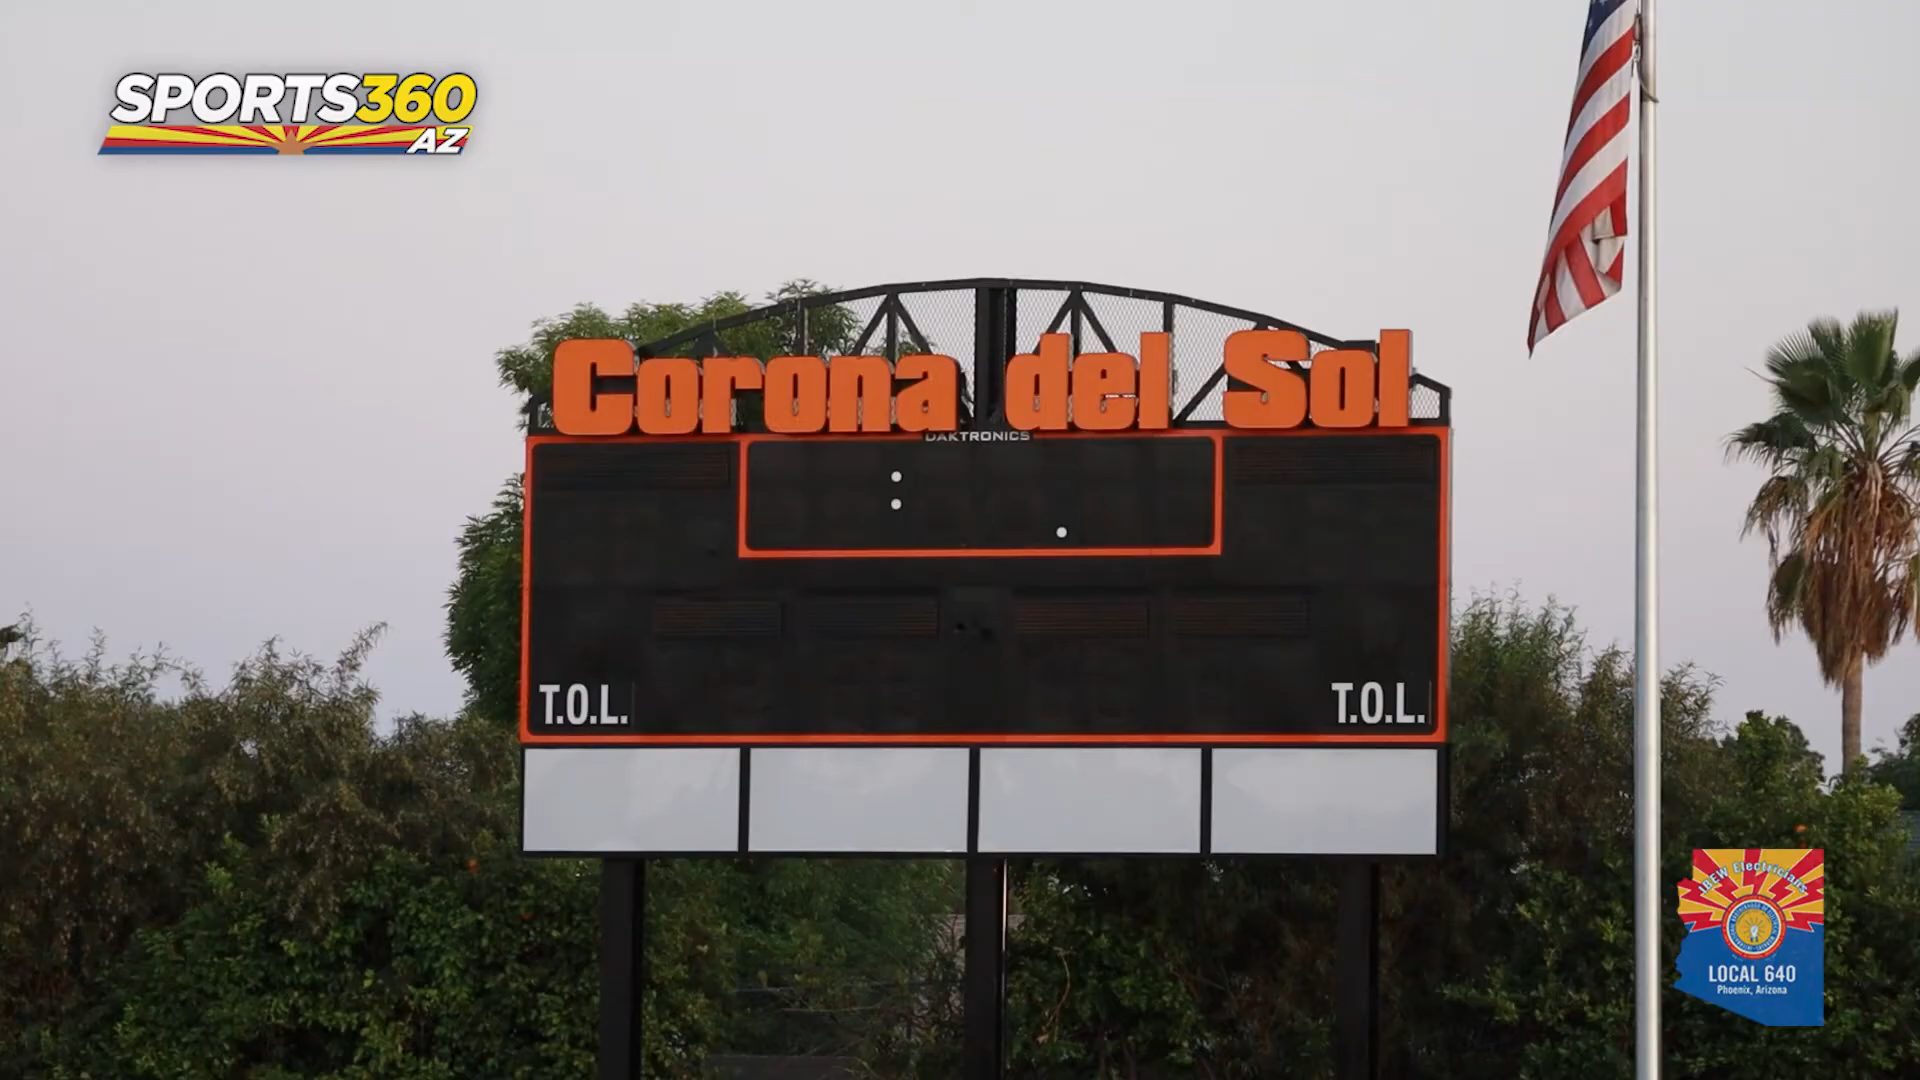 SPORTS360
AZ
Corona del Sol
DAKTRONICS
T.O.L. T.O.L.
IBEW Electricians
LOCAL 640
Phoenix, Arizona